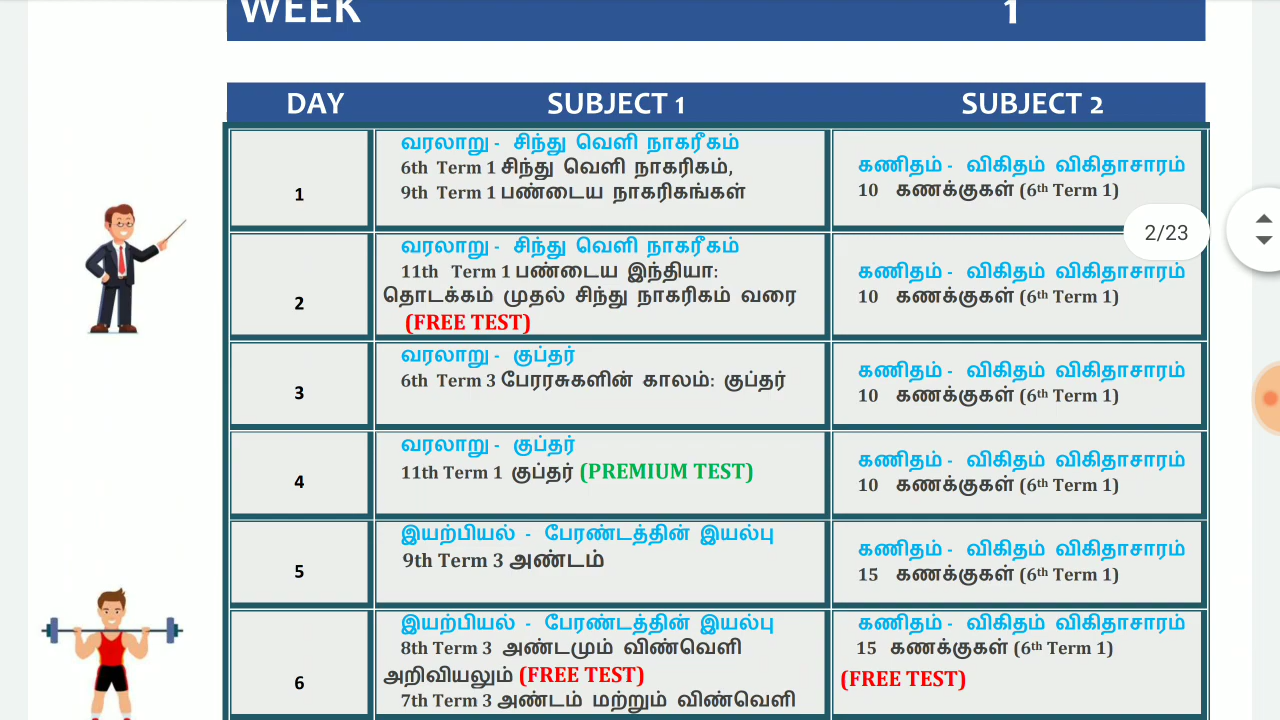 WEEK 1
DAY SUBJECT 1 SUBJECT 2
1
வரலாறு - சிந்து வெளி நாகரீகம்
6th Term 1 சிந்து வெளி நாகரிகம்,
9th Term 1 பண்டைய நாகரிகங்கள்
கணிதம் - விகிதம் விகிதாசாரம்
10 கணக்குகள் (6th Term 1)
2/23
2
வரலாறு - சிந்து வெளி நாகரீகம்
11th Term 1 பண்டைய இந்தியா:
தொடக்கம் முதல் சிந்து நாகரிகம் வரை
(FREE TEST)
கணிதம் - விகிதம் விகிதாசாரம்
10 கணக்குகள் (6th Term 1)
3
வரலாறு - குப்தர்
6th Term 3 பேரரசுகளின் காலம்: குப்தர்
கணிதம் - விகிதம் விகிதாசாரம்
10 கணக்குகள் (6th Term 1)
4
வரலாறு - குப்தர்
11th Term 1 குப்தர் (PREMIUM TEST)
கணிதம் - விகிதம் விகிதாசாரம்
10 கணக்குகள் (6th Term 1)
5
இயற்பியல் - பேரண்டத்தின் இயல்பு
9th Term 3 அண்டம்
கணிதம் - விகிதம் விகிதாசாரம்
15 கணக்குகள் (6th Term 1)
6
இயற்பியல் - பேரண்டத்தின் இயல்பு
8th Term 3 அண்டமும் விண்வெளி
அறிவியலும் (FREE TEST)
7th Term 3 அண்டம் மற்றும் விண்வெளி
கணிதம் - விகிதம் விகிதாசாரம்
15 கணக்குகள் (6th Term 1)
(FREE TEST)